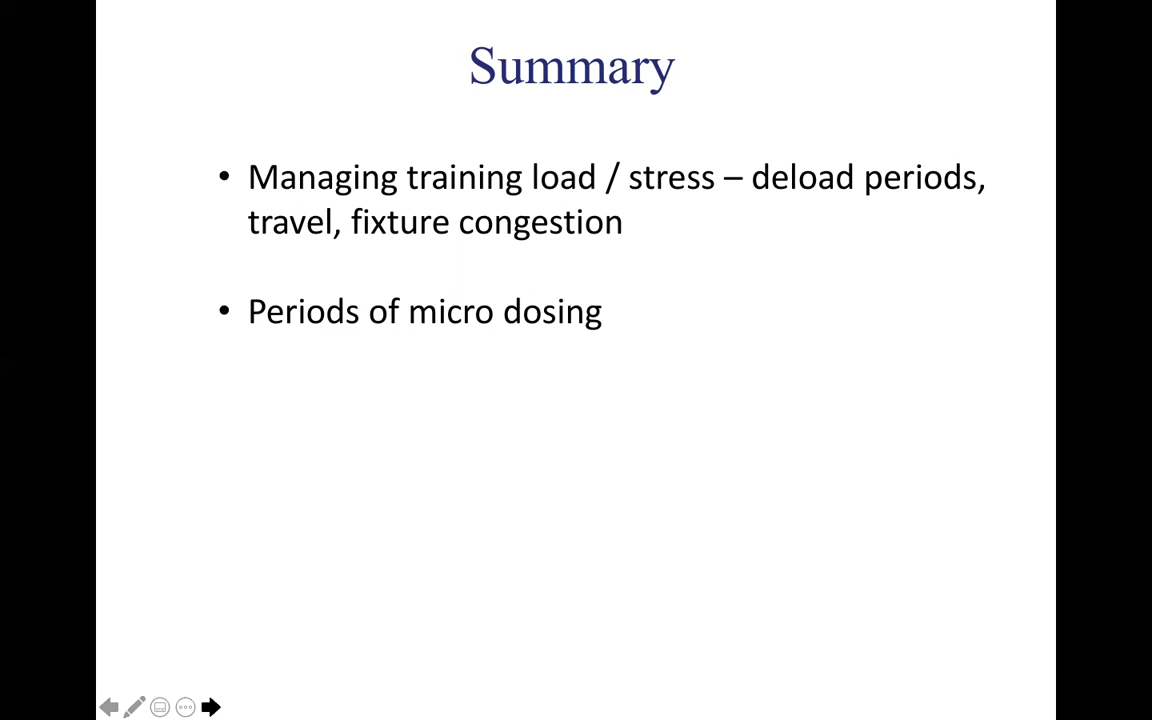 Summary
• Managing training load / stress – deload periods,
travel, fixture congestion
• Periods of micro dosing